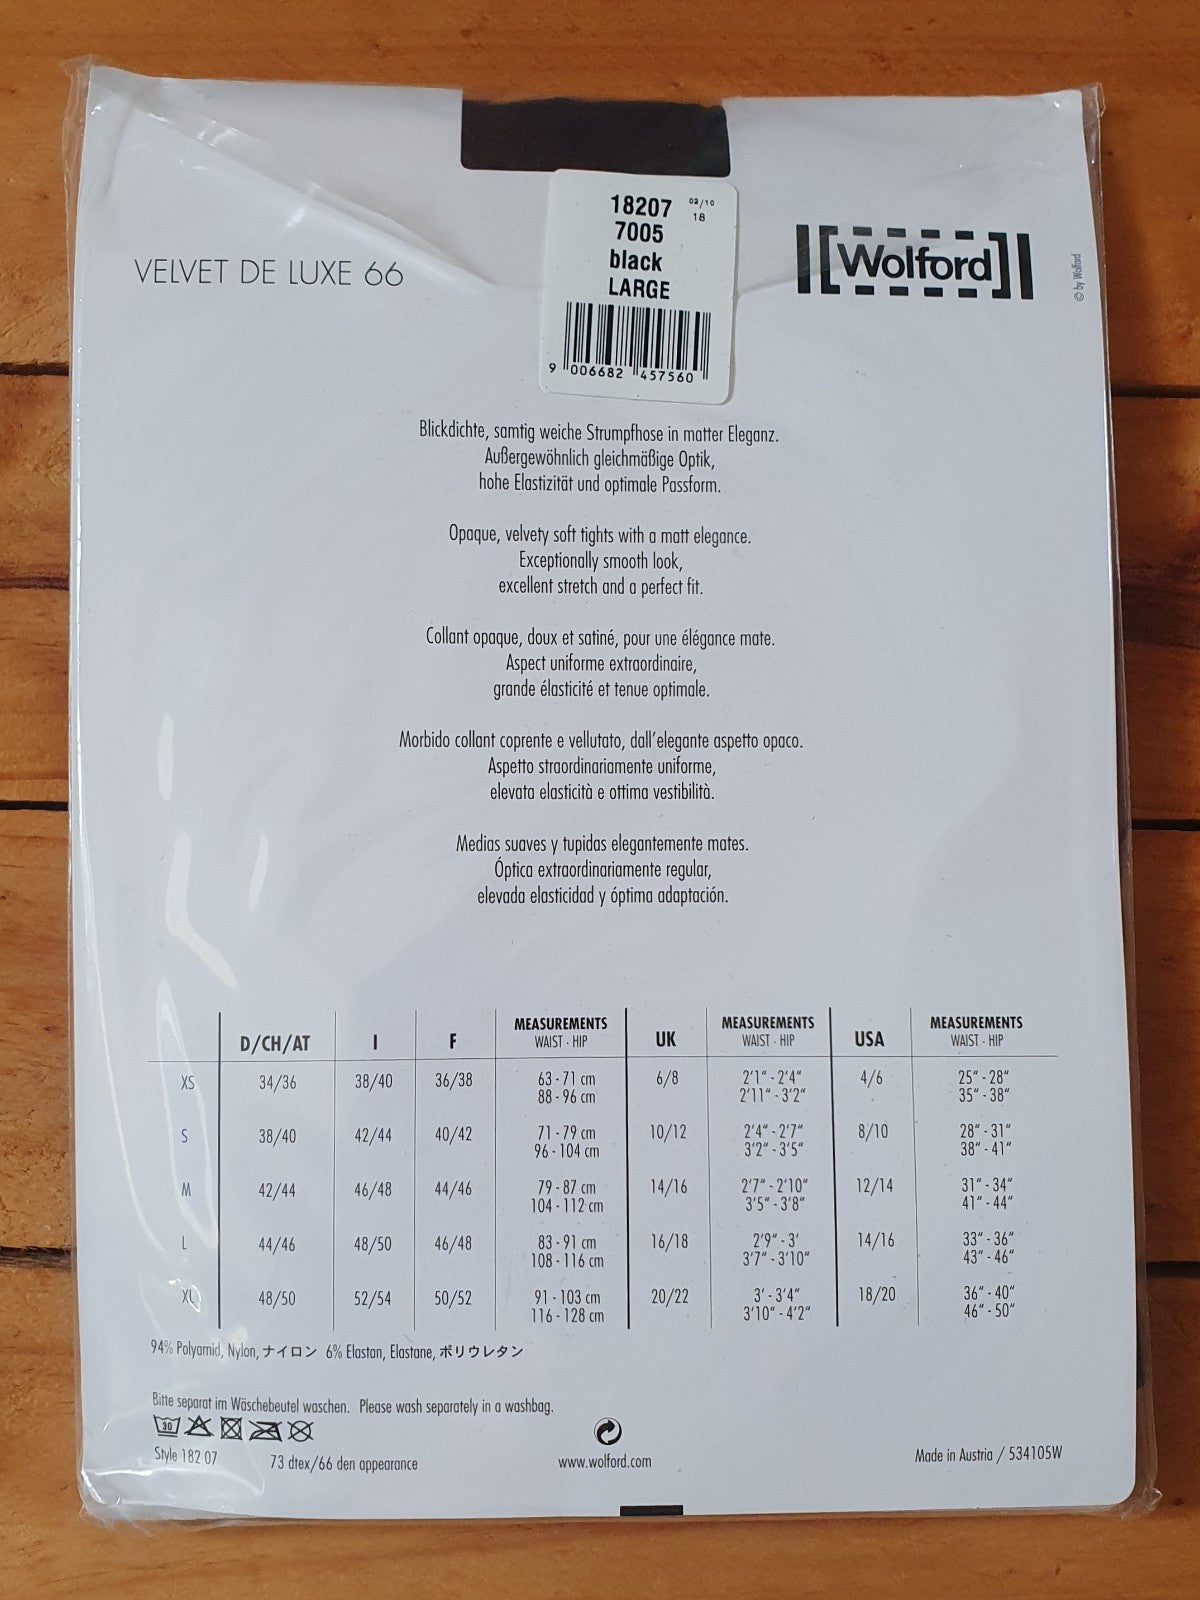 18207 02/10
18
7005
black
LARGE
9 006682 457560
VELVET DE LUXE 66
Wolford
© by Wolford
Blickdichte, samtig weiche Strumpfhose in matter Eleganz.
Außergewöhnlich gleichmäßige Optik,
hohe Elastizität und optimale Passform.
Opaque, velvety soft tights with a matt elegance.
Exceptionally smooth look,
excellent stretch and a perfect fit.
Collant opaque, doux et satiné, pour une élégance mate.
Aspect uniforme extraordinaire,
grande élasticité et tenue optimale.
Morbido collant coprente e vellutato, dall'elegante aspetto opaco.
Aspetto straordinariamente uniforme,
elevata elasticità e ottima vestibilità.
Medias suaves y tupidas elegantemente mates.
Óptica extraordinariamente regular,
elevada elasticidad y óptima adaptación.
D/CH/AT I F MEASUREMENTS WAIST - HIP UK MEASUREMENTS WAIST - HIP USA MEASUREMENTS WAIST - HIP
XS 34/36 38/40 36/38 63 - 71 cm 6/8 2'1“ - 2'4“ 4/6 25“ - 28“
88 - 96 cm 2'11“ - 3'2“ 35“ - 38“
S 38/40 42/44 40/42 71 - 79 cm 10/12 2'4“ - 2'7“ 8/10 28“ - 31“
96 - 104 cm 3'2“ - 3'5“ 38“ - 41“
M 42/44 46/48 44/46 79 - 87 cm 14/16 2'7“ - 2'10“ 12/14 31“ - 34“
104 - 112 cm 3'5“ - 3'8“ 41“ - 44“
L 44/46 48/50 46/48 83 - 91 cm 16/18 2'9“ - 3' 14/16 33“ - 36“
108 - 116 cm 3'7“ - 3'10“ 43“ - 46“
XL 48/50 52/54 50/52 91 - 103 cm 20/22 3' - 3'4“ 18/20 36“ - 40“
116 - 128 cm 3'10“ - 4'2“ 46“ - 50“
94% Polyamid, Nylon, ナイロン 6% Elastan, Elastane, ポリウレタン
Bitte separat im Wäschebeutel waschen. Please wash separately in a washbag.
30
Style 182 07 73 dtex/66 den appearance www.wolford.com Made in Austria / 534105W